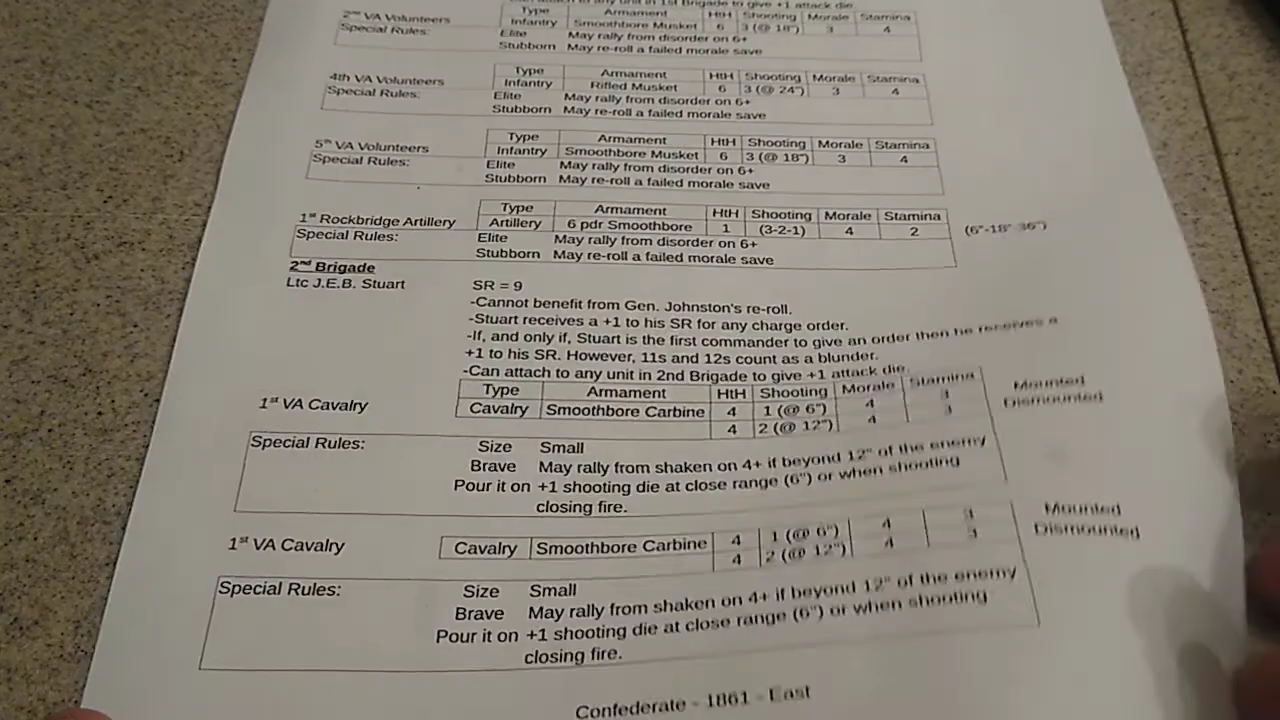 can attach to any unit in 1st Brigade to give +1 attack die
Type Armament HtH Shooting Morale Stamina
2nd VA Volunteers Infantry Smoothbore Musket 6 3 (@ 18") 3 4
Special Rules: Elite May rally from disorder on 6+
Stubborn May re-roll a failed morale save
Type Armament HtH Shooting Morale Stamina
4th VA Volunteers Infantry Rifled Musket 6 3 (@ 24") 3 4
Special Rules: Elite May rally from disorder on 6+
Stubborn May re-roll a failed morale save
Type Armament HtH Shooting Morale Stamina
5th VA Volunteers Infantry Smoothbore Musket 6 3 (@ 18") 3 4
Special Rules: Elite May rally from disorder on 6+
Stubborn May re-roll a failed morale save
Type Armament HtH Shooting Morale Stamina
1st Rockbridge Artillery Artillery 6 pdr Smoothbore 1 (3-2-1) 4 2 (6"-18"-36")
Special Rules: Elite May rally from disorder on 6+
Stubborn May re-roll a failed morale save
2nd Brigade
Ltc J.E.B. Stuart SR = 9
-Cannot benefit from Gen. Johnston's re-roll.
-Stuart receives a +1 to his SR for any charge order.
-If, and only if, Stuart is the first commander to give an order then he receives a
+1 to his SR. However, 11s and 12s count as a blunder.
-Can attach to any unit in 2nd Brigade to give +1 attack die.
Type Armament HtH Shooting Morale Stamina
1st VA Cavalry Cavalry Smoothbore Carbine 4 1 (@ 6") 4 3 Mounted
4 2 (@ 12") 4 3 Dismounted
Special Rules: Size Small
Brave May rally from shaken on 4+ if beyond 12" of the enemy
Pour it on +1 shooting die at close range (6") or when shooting
closing fire.
1st VA Cavalry Cavalry Smoothbore Carbine 4 1 (@ 6") 4 3 Mounted
4 2 (@ 12") 4 3 Dismounted
Special Rules: Size Small
Brave May rally from shaken on 4+ if beyond 12" of the enemy
Pour it on +1 shooting die at close range (6") or when shooting
closing fire.
Confederate - 1861 - East